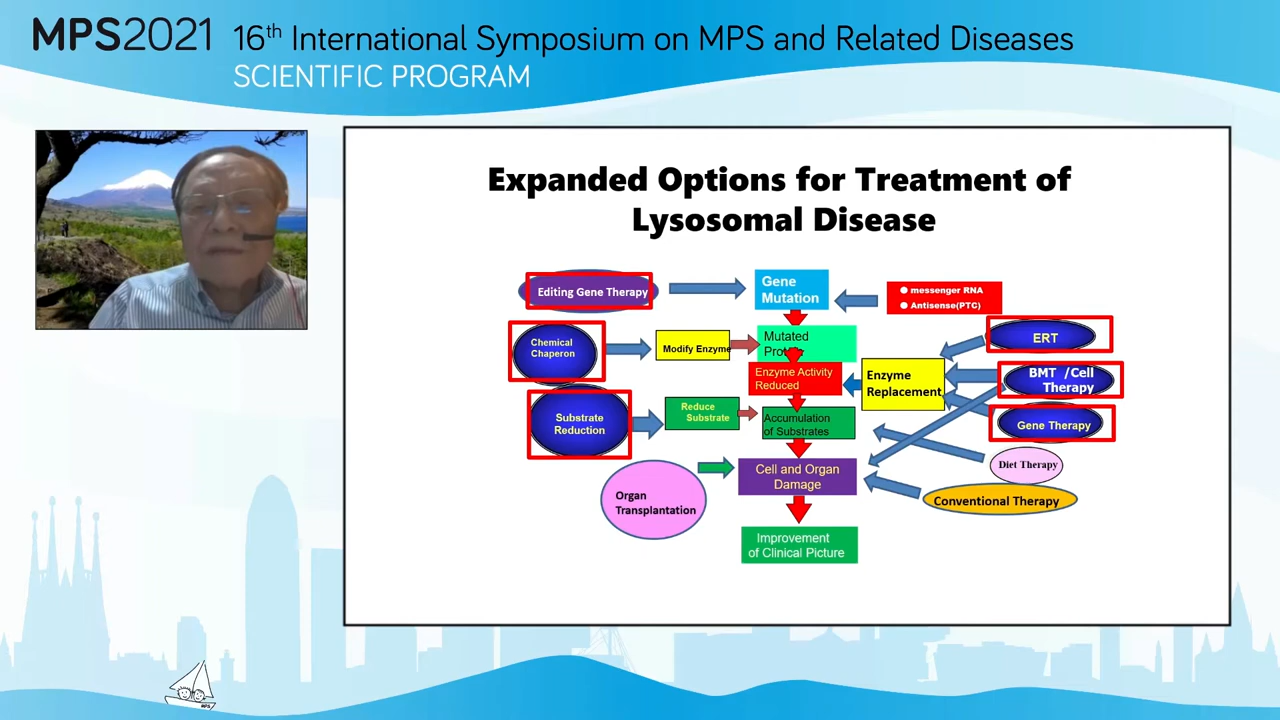 MPS2021 16th International Symposium on MPS and Related Diseases
SCIENTIFIC PROGRAM
Expanded Options for Treatment of
Lysosomal Disease
Editing Gene Therapy
Gene
Mutation
messenger RNA
Antisense(PTC)
Chemical
Chaperon
Modify Enzyme
Mutated
ERT
Enzyme Activity
Reduced
Enzyme
Replacement
BMT /Cell
Therapy
Substrate
Reduction
Reduce
Substrate
Accumulation
of Substrates
Gene Therapy
Cell and Organ
Damage
Diet Therapy
Organ
Transplantation
Conventional Therapy
Improvement
of Clinical Picture
MPS